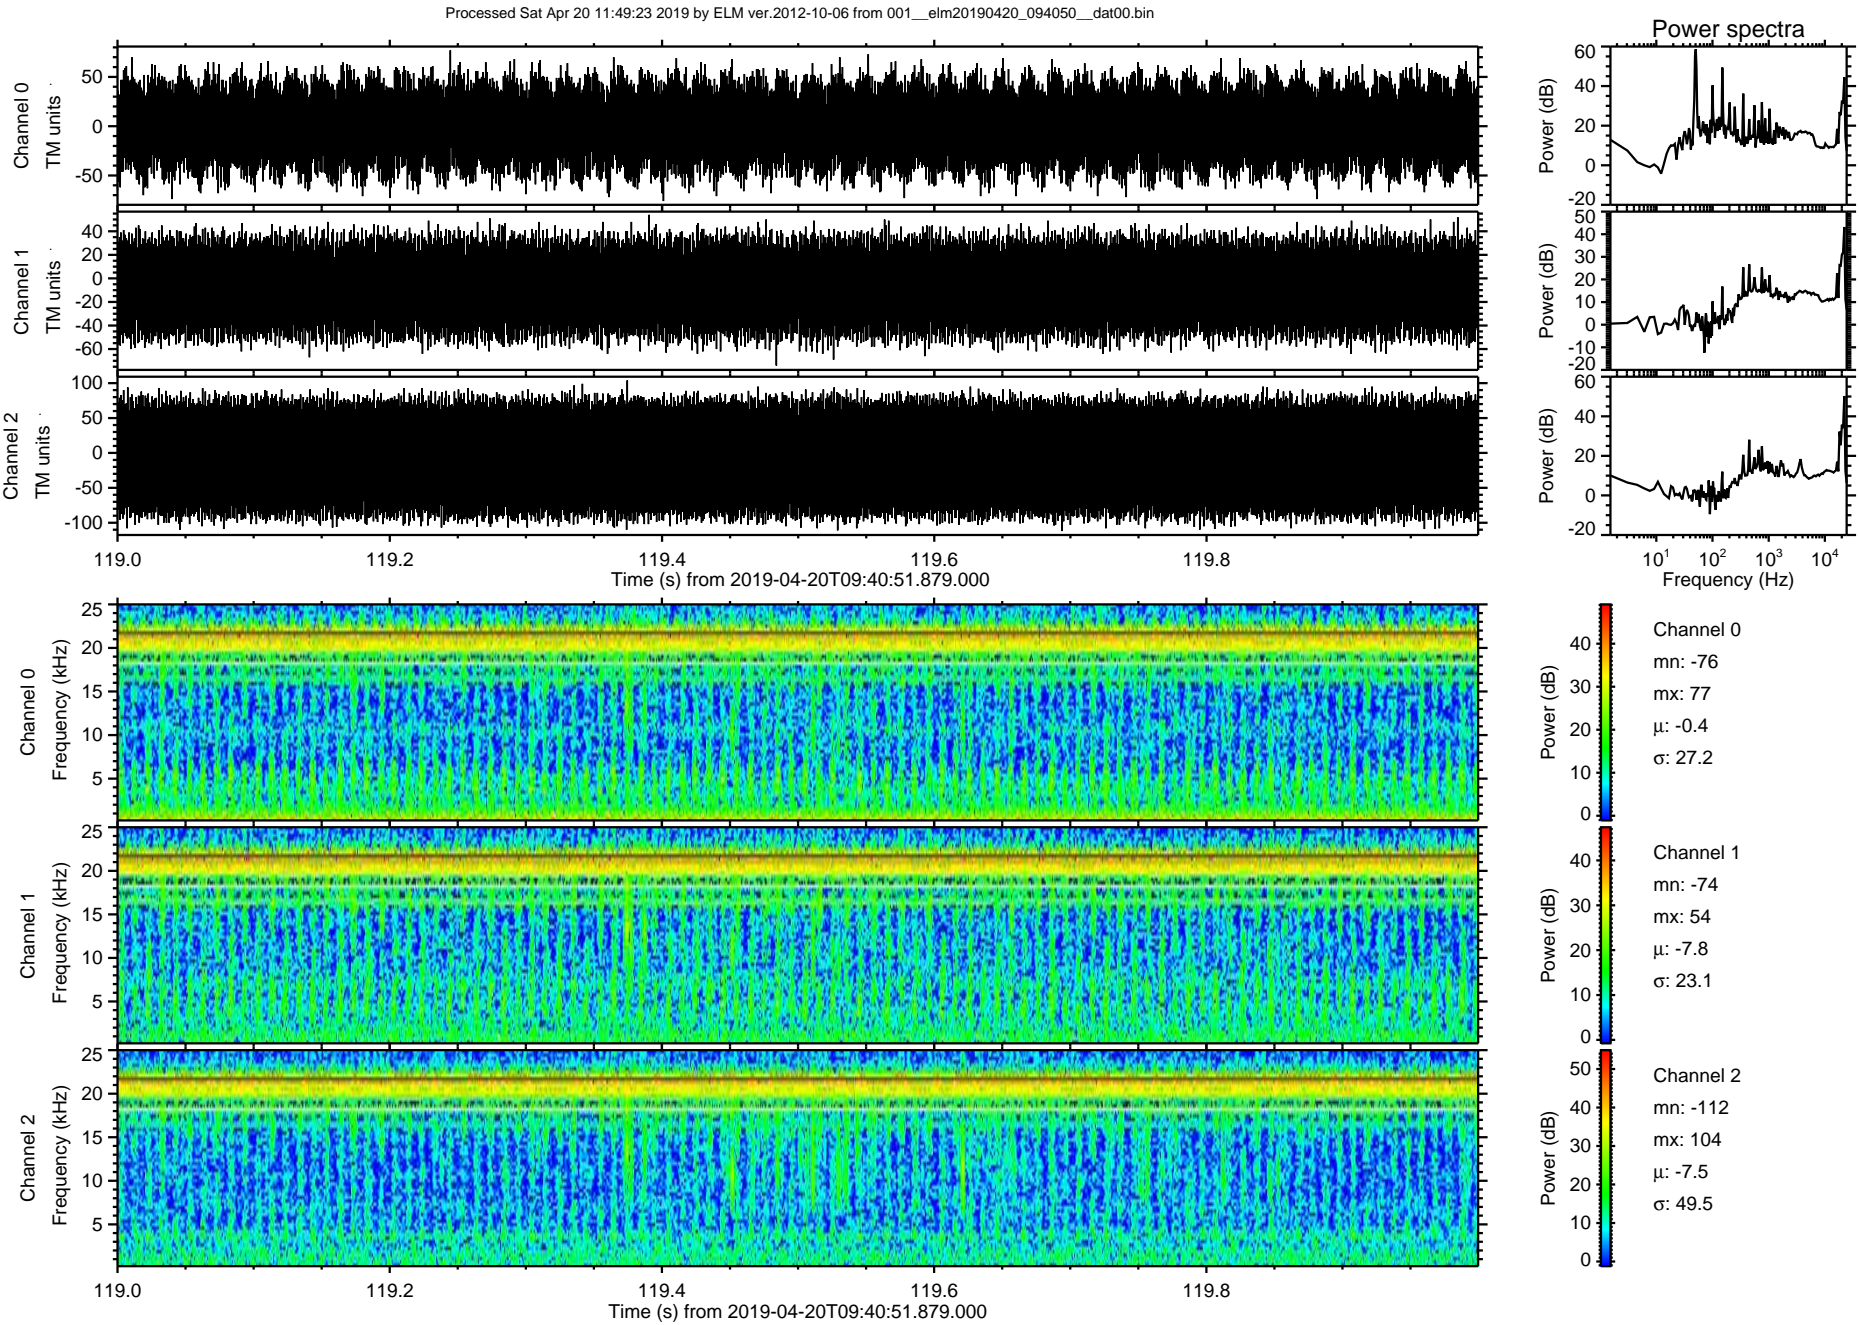 Processed Sat Apr 20 11:49:23 2019 by ELM ver.2012-10-06 from 001__elm20190420_094050__dat00.bin
Power spectra
Channel 0
TM units
50
0
-50
Power (dB)
60
40
20
0
-20
Channel 1
TM units
40
20
0
-20
-40
-60
Power (dB)
50
40
30
20
10
0
-10
-20
Channel 2
TM units
100
50
0
-50
-100
Power (dB)
60
40
20
0
-20
119.0 119.2 119.4 119.6 119.8
Time (s) from 2019-04-20T09:40:51.879.000
10¹ 10² 10³ 10⁴
Frequency (Hz)
Channel 0
Frequency (kHz)
25
20
15
10
5
Power (dB)
40
30
20
10
0
Channel 0
mn: -76
mx: 77
μ: -0.4
σ: 27.2
Channel 1
Frequency (kHz)
25
20
15
10
5
Power (dB)
40
30
20
10
0
Channel 1
mn: -74
mx: 54
μ: -7.8
σ: 23.1
Channel 2
Frequency (kHz)
25
20
15
10
5
Power (dB)
50
40
30
20
10
0
Channel 2
mn: -112
mx: 104
μ: -7.5
σ: 49.5
119.0 119.2 119.4 119.6 119.8
Time (s) from 2019-04-20T09:40:51.879.000